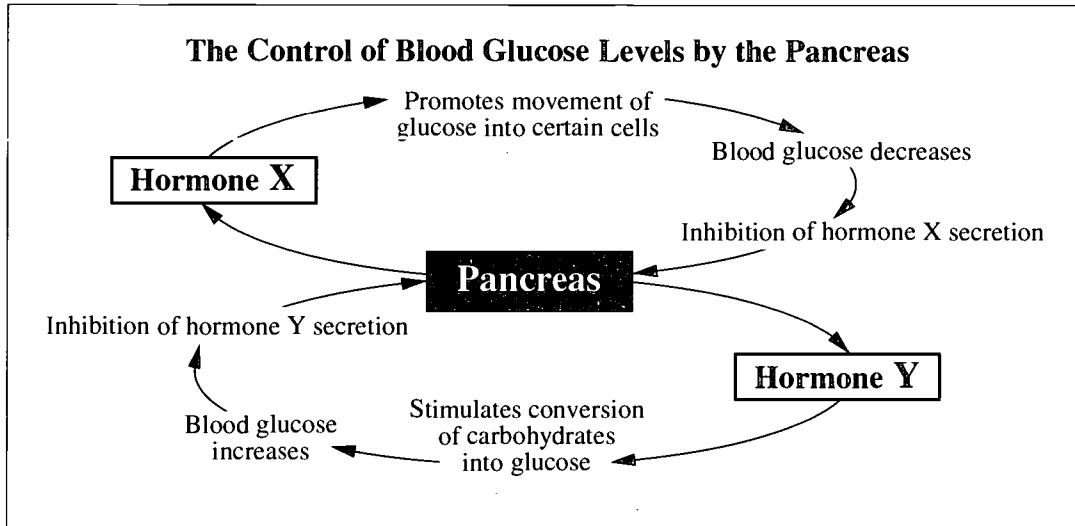 The Control of Blood Glucose Levels by the Pancreas
Promotes movement of
glucose into certain cells
Blood glucose decreases
Hormone X
Inhibition of hormone X secretion
Pancreas
Inhibition of hormone Y secretion
Hormone Y
Stimulates conversion
of carbohydrates
into glucose
Blood glucose
increases